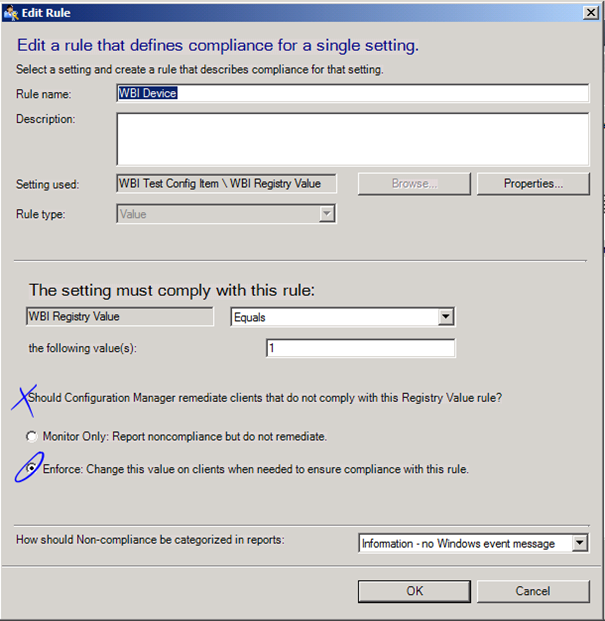 Edit Rule
Edit a rule that defines compliance for a single setting.
Select a setting and create a rule that describes compliance for that setting.
Rule name:
WBI Device
Description:
Setting used:
WBI Test Config Item \ WBI Registry Value
Browse...
Properties...
Rule type:
Value
The setting must comply with this rule:
WBI Registry Value
Equals
the following value(s):
1
Should Configuration Manager remediate clients that do not comply with this Registry Value rule?
Monitor Only: Report noncompliance but do not remediate.
Enforce: Change this value on clients when needed to ensure compliance with this rule.
How should Non-compliance be categorized in reports:
Information - no Windows event message
OK
Cancel